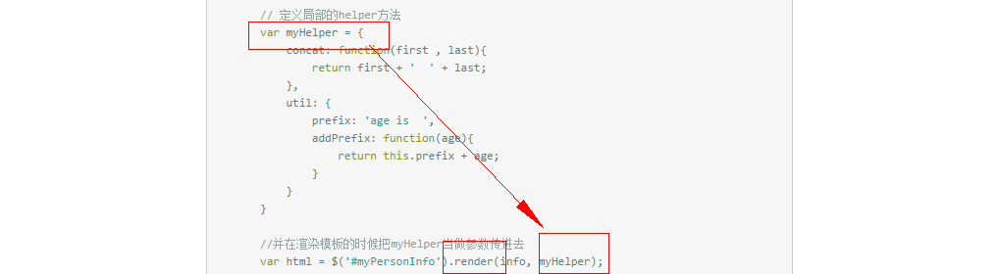 // 定义局部的helper方法
var myHelper = {
concat: function(first , last){
return first + '  ' + last;
},
util: {
prefix: 'age is  ',
addPrefix: function(age){
return this.prefix + age;
}
}
}
//并在渲染模板的时候把myHelper当做参数传进去
var html = $('#myPersonInfo').render(info, myHelper);